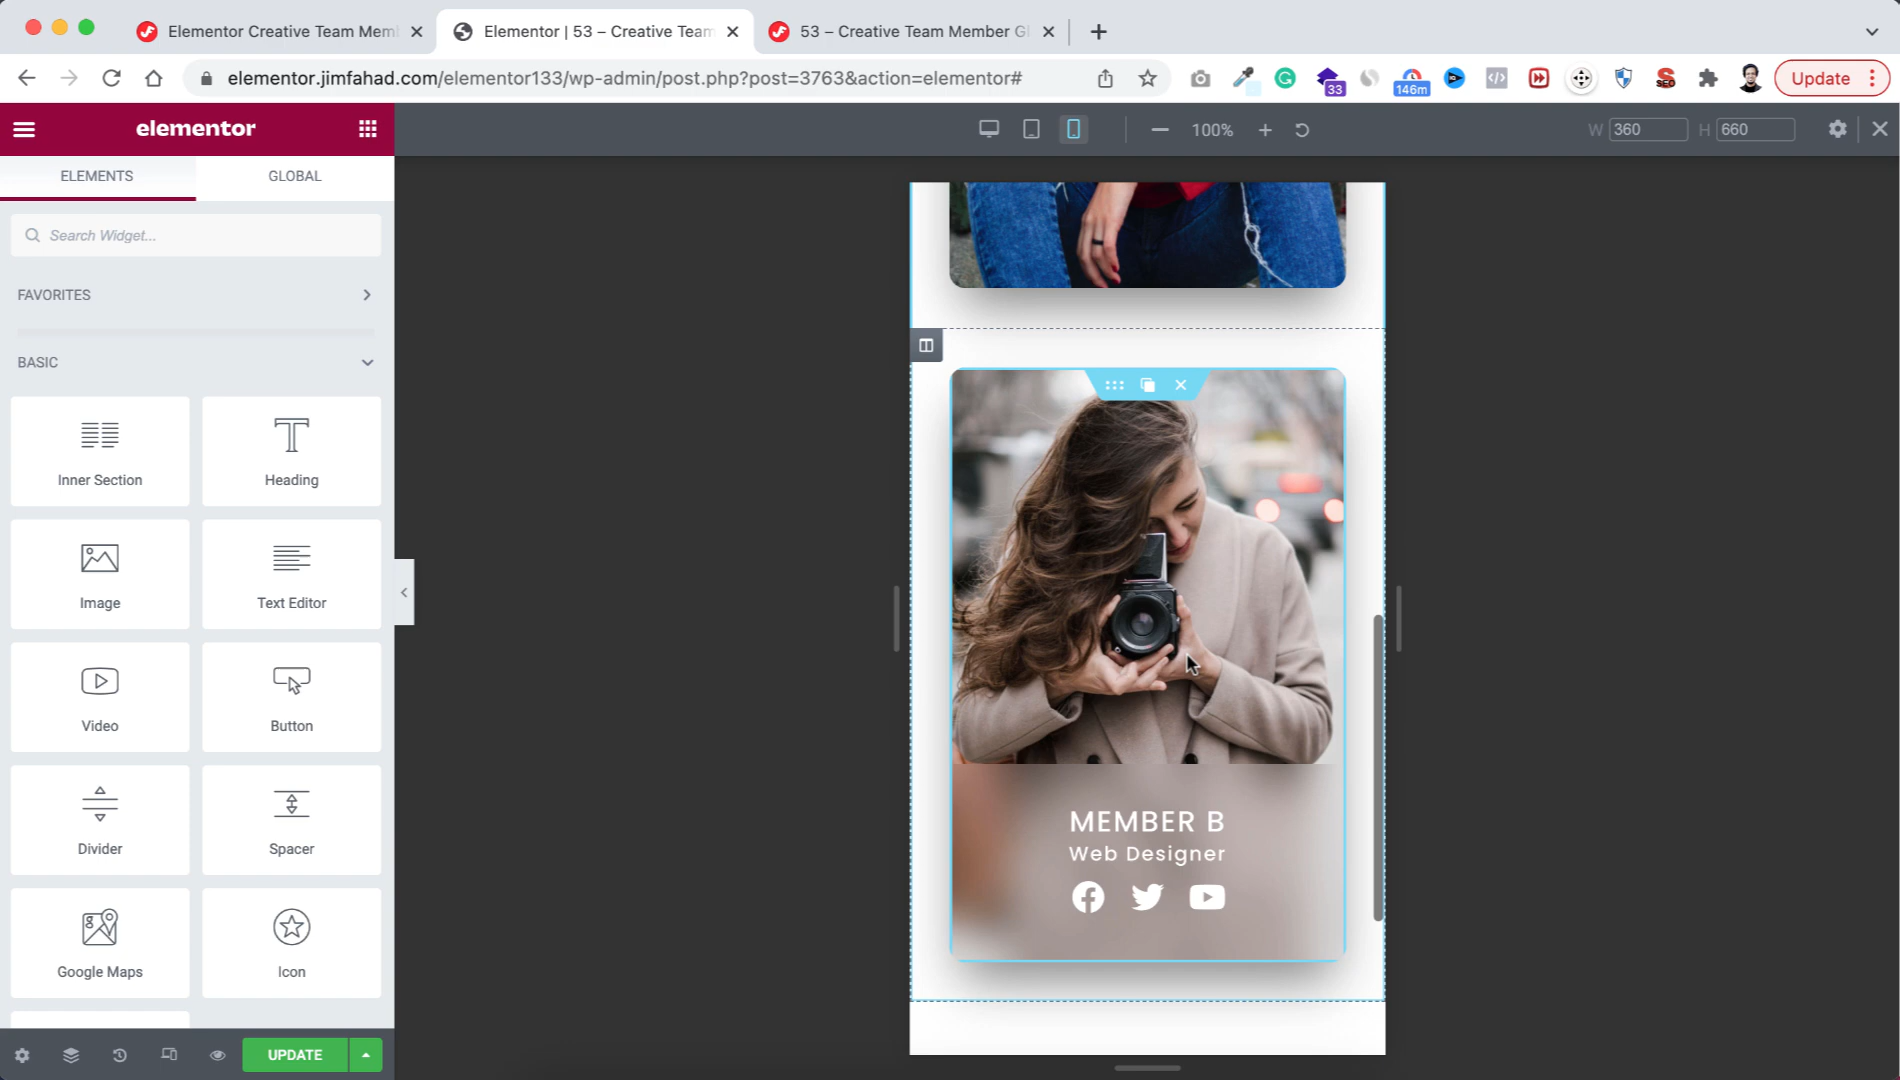 Elementor Creative Team Mem
Elementor | 53 – Creative Team
53 – Creative Team Member Gl
elementor.jimfahad.com/elementor133/wp-admin/post.php?post=3763&action=elementor#
33
146m
SEO
Update
elementor
100%
W 360
H 660
ELEMENTS
GLOBAL
Search Widget...
FAVORITES
BASIC
Inner Section
Heading
Image
Text Editor
Video
Button
Divider
Spacer
Google Maps
Icon
MEMBER B
Web Designer
UPDATE